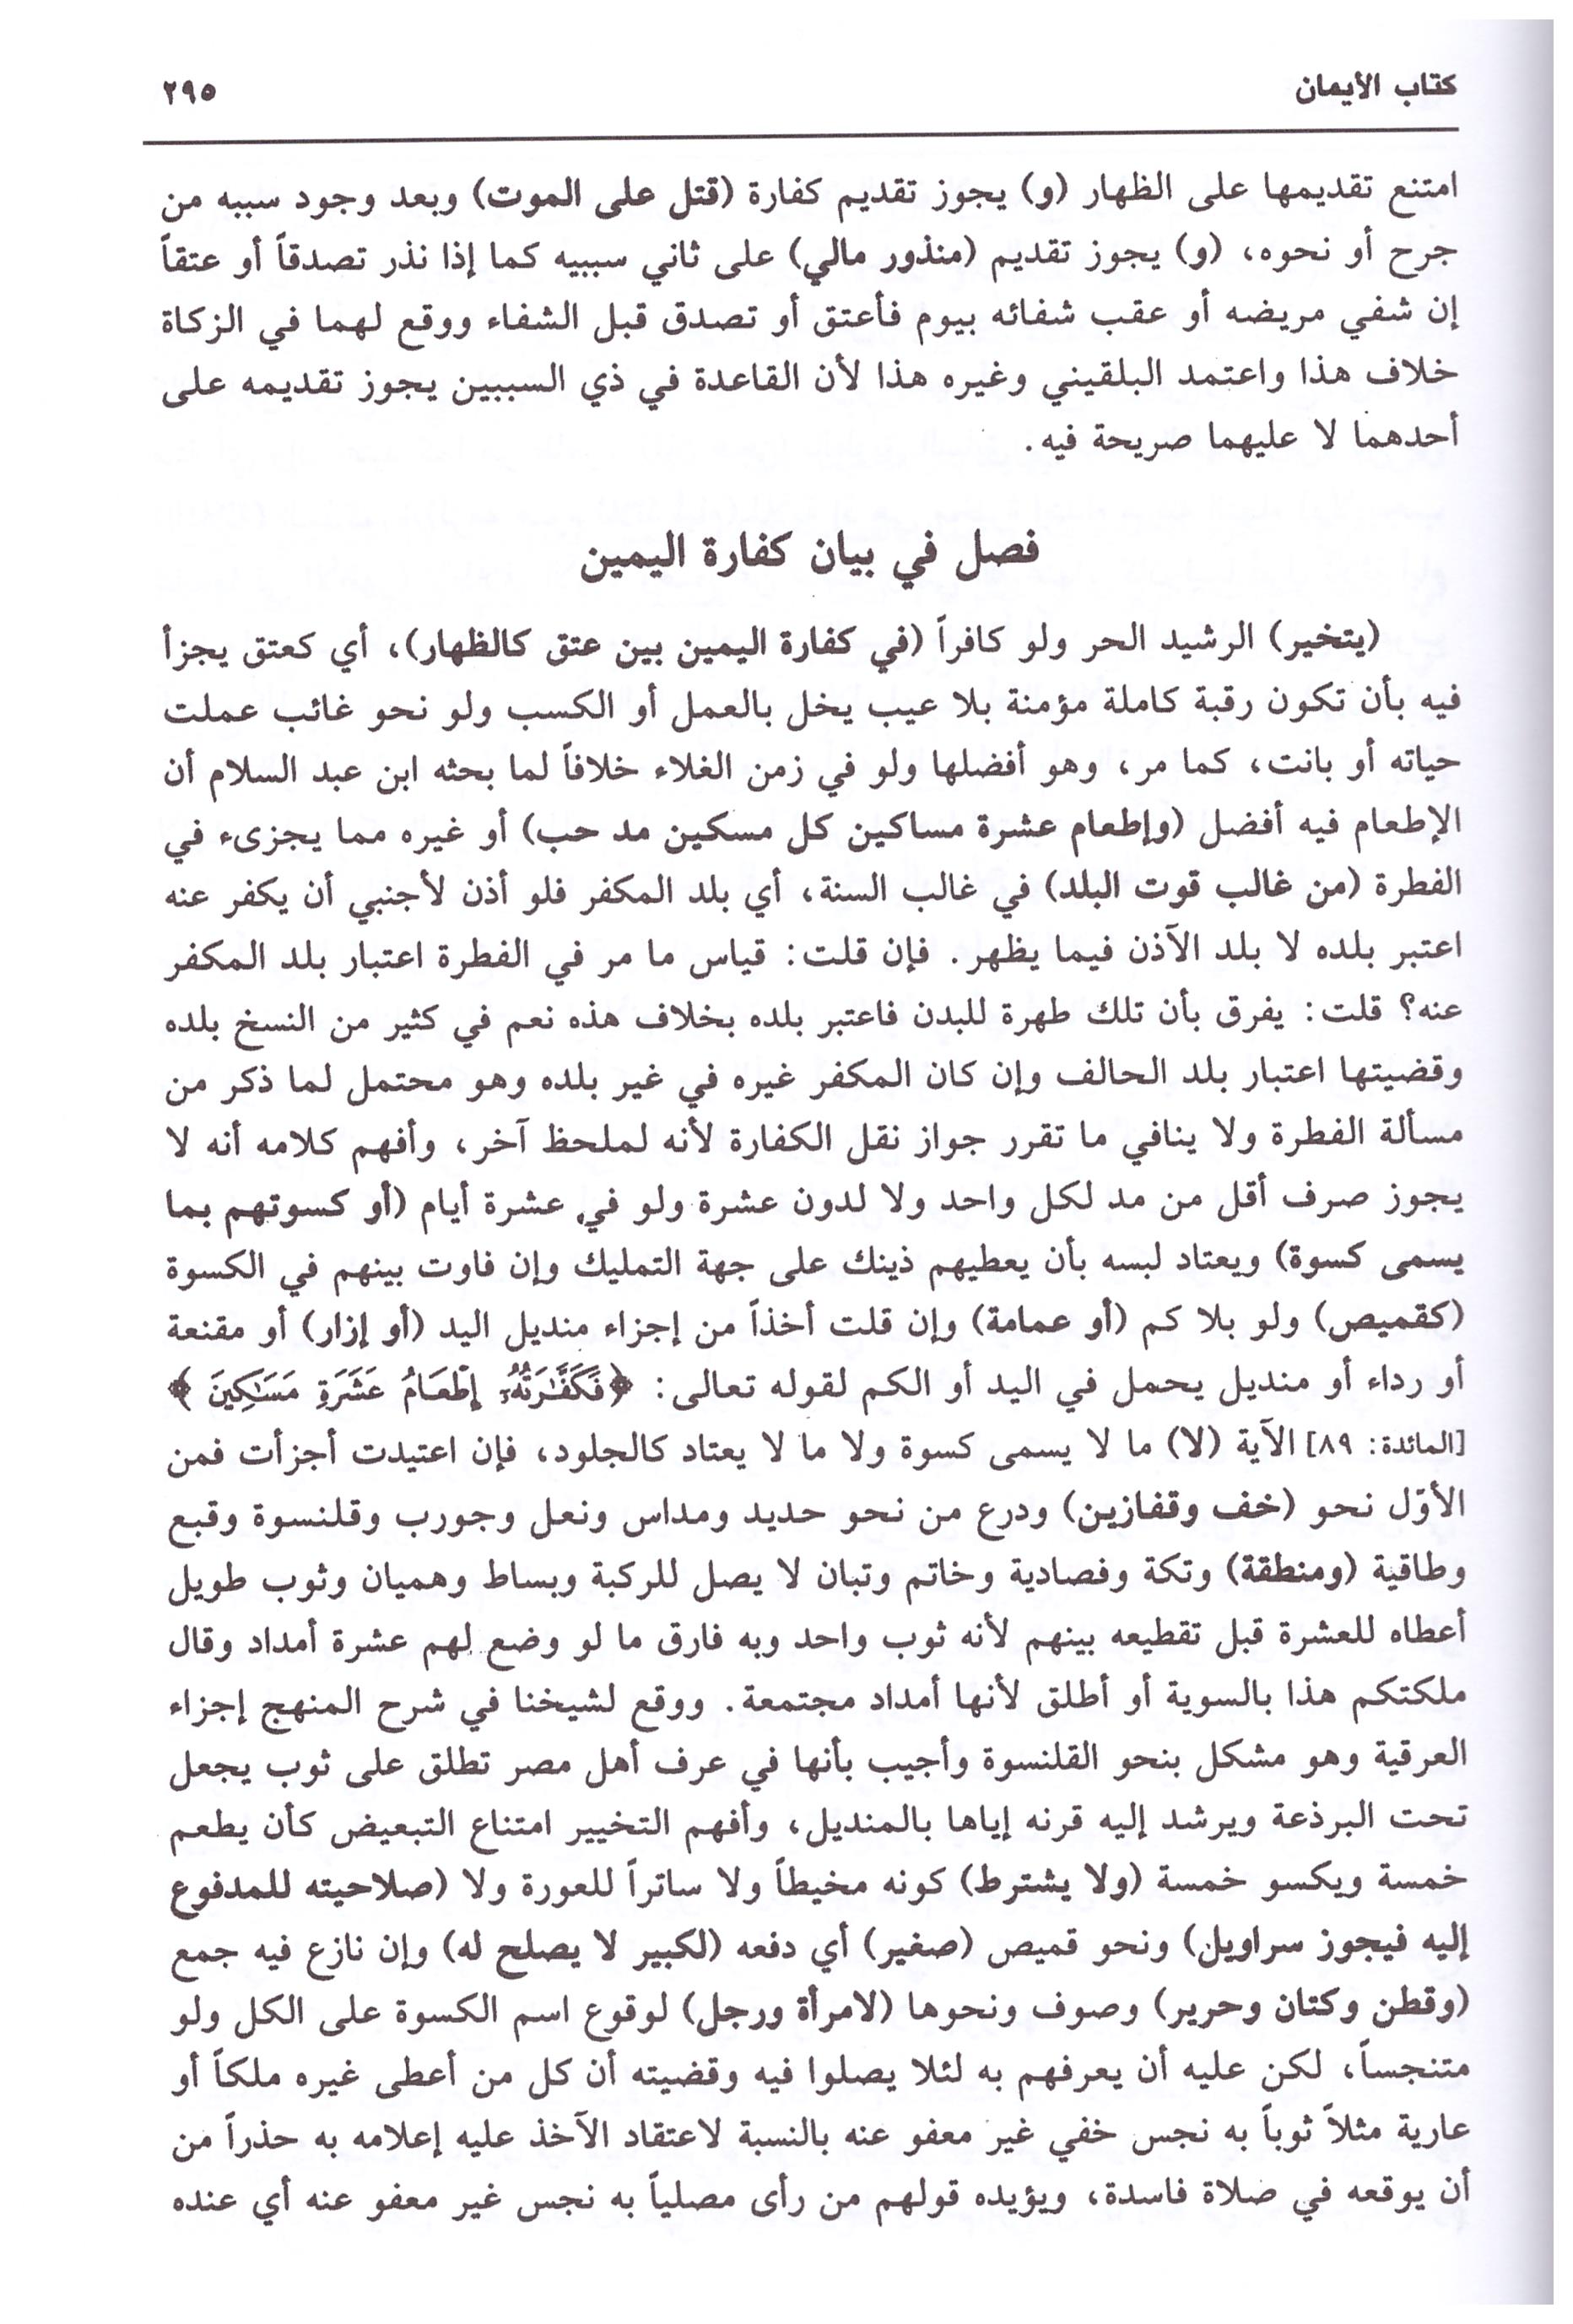 كتاب الأيمان
٢٩٥
امتنع تقديمها على الظهار (و) يجوز تقديم كفارة (قتل على الموت) وبعد وجود سببه من
جرح أو نحوه، (و) يجوز تقديم (منذور مالي) على ثاني سببيه كما إذا نذر تصدقاً أو عتقاً
إن شفي مريضه أو عقب شفائه بيوم فأعتق أو تصدق قبل الشفاء ووقع لهما في الزكاة
خلاف هذا واعتمد البلقيني وغيره هذا لأن القاعدة في ذي السببين يجوز تقديمه على
أحدهما لا عليهما صريحة فيه.
فصل في بيان كفارة اليمين
(يتخير) الرشيد الحر ولو كافراً (في كفارة اليمين بين عتق كالظهار)، أي كعتق يجزأ
فيه بأن تكون رقبة كاملة مؤمنة بلا عيب يخل بالعمل أو الكسب ولو نحو غائب عملت
حياته أو بانت، كما مر، وهو أفضلها ولو في زمن الغلاء خلافاً لما بحثه ابن عبد السلام أن
الإطعام فيه أفضل (وإطعام عشرة مساكين كل مسكين مد حب) أو غيره مما يجزىء في
الفطرة (من غالب قوت البلد) في غالب السنة، أي بلد المكفر فلو أذن لأجنبي أن يكفر عنه
اعتبر بلده لا بلد الآذن فيما يظهر. فإن قلت: قياس ما مر في الفطرة اعتبار بلد المكفر
عنه؟ قلت: يفرق بأن تلك طهرة للبدن فاعتبر بلده بخلاف هذه نعم في كثير من النسخ بلده
وقضيتها اعتبار بلد الحالف وإن كان المكفر غيره في غير بلده وهو محتمل لما ذكر من
مسألة الفطرة ولا ينافي ما تقرر جواز نقل الكفارة لأنه لملحظ آخر، وأفهم كلامه أنه لا
يجوز صرف أقل من مد لكل واحد ولا لدون عشرة ولو في عشرة أيام (أو كسوتهم بما
يسمى كسوة) ويعتاد لبسه بأن يعطيهم ذينك على جهة التمليك وإن فاوت بينهم في الكسوة
(كقميص) ولو بلا كم (أو عمامة) وإن قلت أخذاً من إجزاء منديل اليد (أو إزار) أو مقنعة
أو رداء أو منديل يحمل في اليد أو الكم لقوله تعالى: ﴿فَكَفَّـٰرَتُهُۥٓ إِطْعَامُ عَشَرَةِ مَسَـٰكِينَ﴾
[المائدة: ٨٩] الآية (لا) ما لا يسمى كسوة ولا ما لا يعتاد كالجلود، فإن اعتيدت أجزأت فمن
الأوّل نحو (خف وقفازين) ودرع من نحو حديد ومداس ونعل وجورب وقلنسوة وقبع
وطاقية (ومنطقة) وتكة وفصادية وخاتم وتبان لا يصل للركبة وبساط وهميان وثوب طويل
أعطاه للعشرة قبل تقطيعه بينهم لأنه ثوب واحد وبه فارق ما لو وضع لهم عشرة أمداد وقال
ملكتكم هذا بالسوية أو أطلق لأنها أمداد مجتمعة. ووقع لشيخنا في شرح المنهج إجزاء
العرقية وهو مشكل بنحو القلنسوة وأجيب بأنها في عرف أهل مصر تطلق على ثوب يجعل
تحت البرذعة ويرشد إليه قرنه إياها بالمنديل، وأفهم التخيير امتناع التبعيض كأن يطعم
خمسة ويكسو خمسة (ولا يشترط) كونه مخيطاً ولا ساتراً للعورة ولا (صلاحيته للمدفوع
إليه فيجوز سراويل) ونحو قميص (صغير) أي دفعه (لكبير لا يصلح له) وإن نازع فيه جمع
(وقطن وكتان وحرير) وصوف ونحوها (لامرأة ورجل) لوقوع اسم الكسوة على الكل ولو
متنجساً، لكن عليه أن يعرفهم به لئلا يصلوا فيه وقضيته أن كل من أعطى غيره ملكاً أو
عارية مثلاً ثوباً به نجس خفي غير معفو عنه بالنسبة لاعتقاد الآخذ عليه إعلامه به حذراً من
أن يوقعه في صلاة فاسدة، ويؤيده قولهم من رأى مصلياً به نجس غير معفو عنه أي عنده